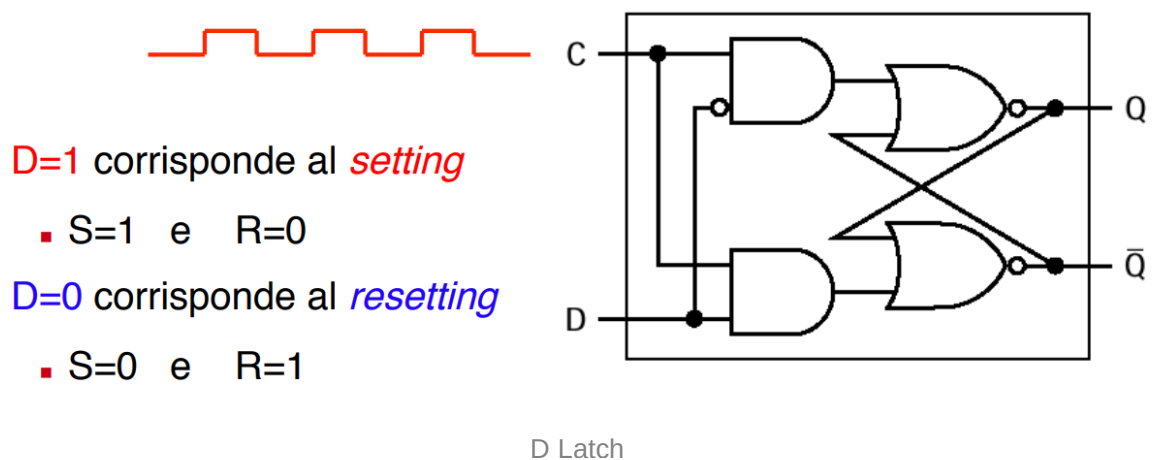 D=1 corrisponde al setting
▪ S=1 e R=0
D=0 corrisponde al resetting
▪ S=0 e R=1
C
D
Q
Q̅
D Latch